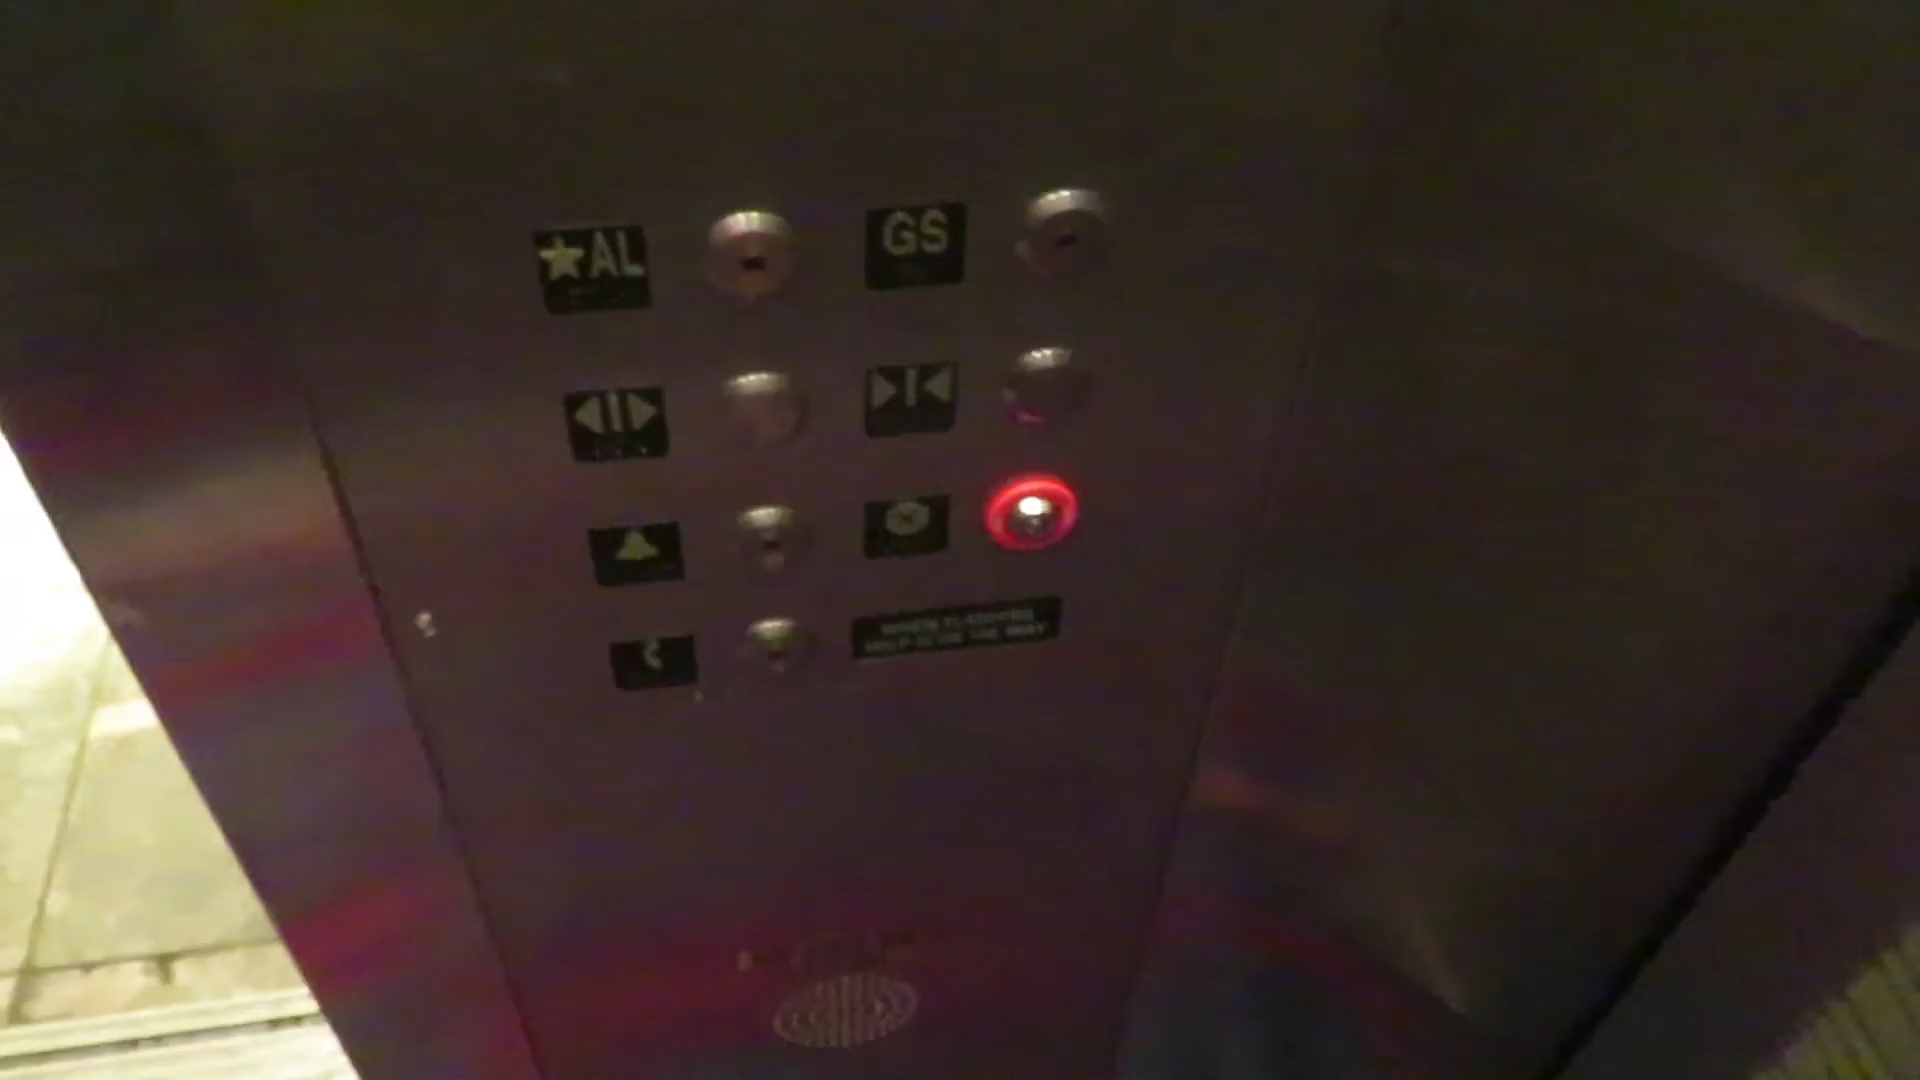 ★AL
GS
WHEN FLASHING
HELP IS ON THE WAY